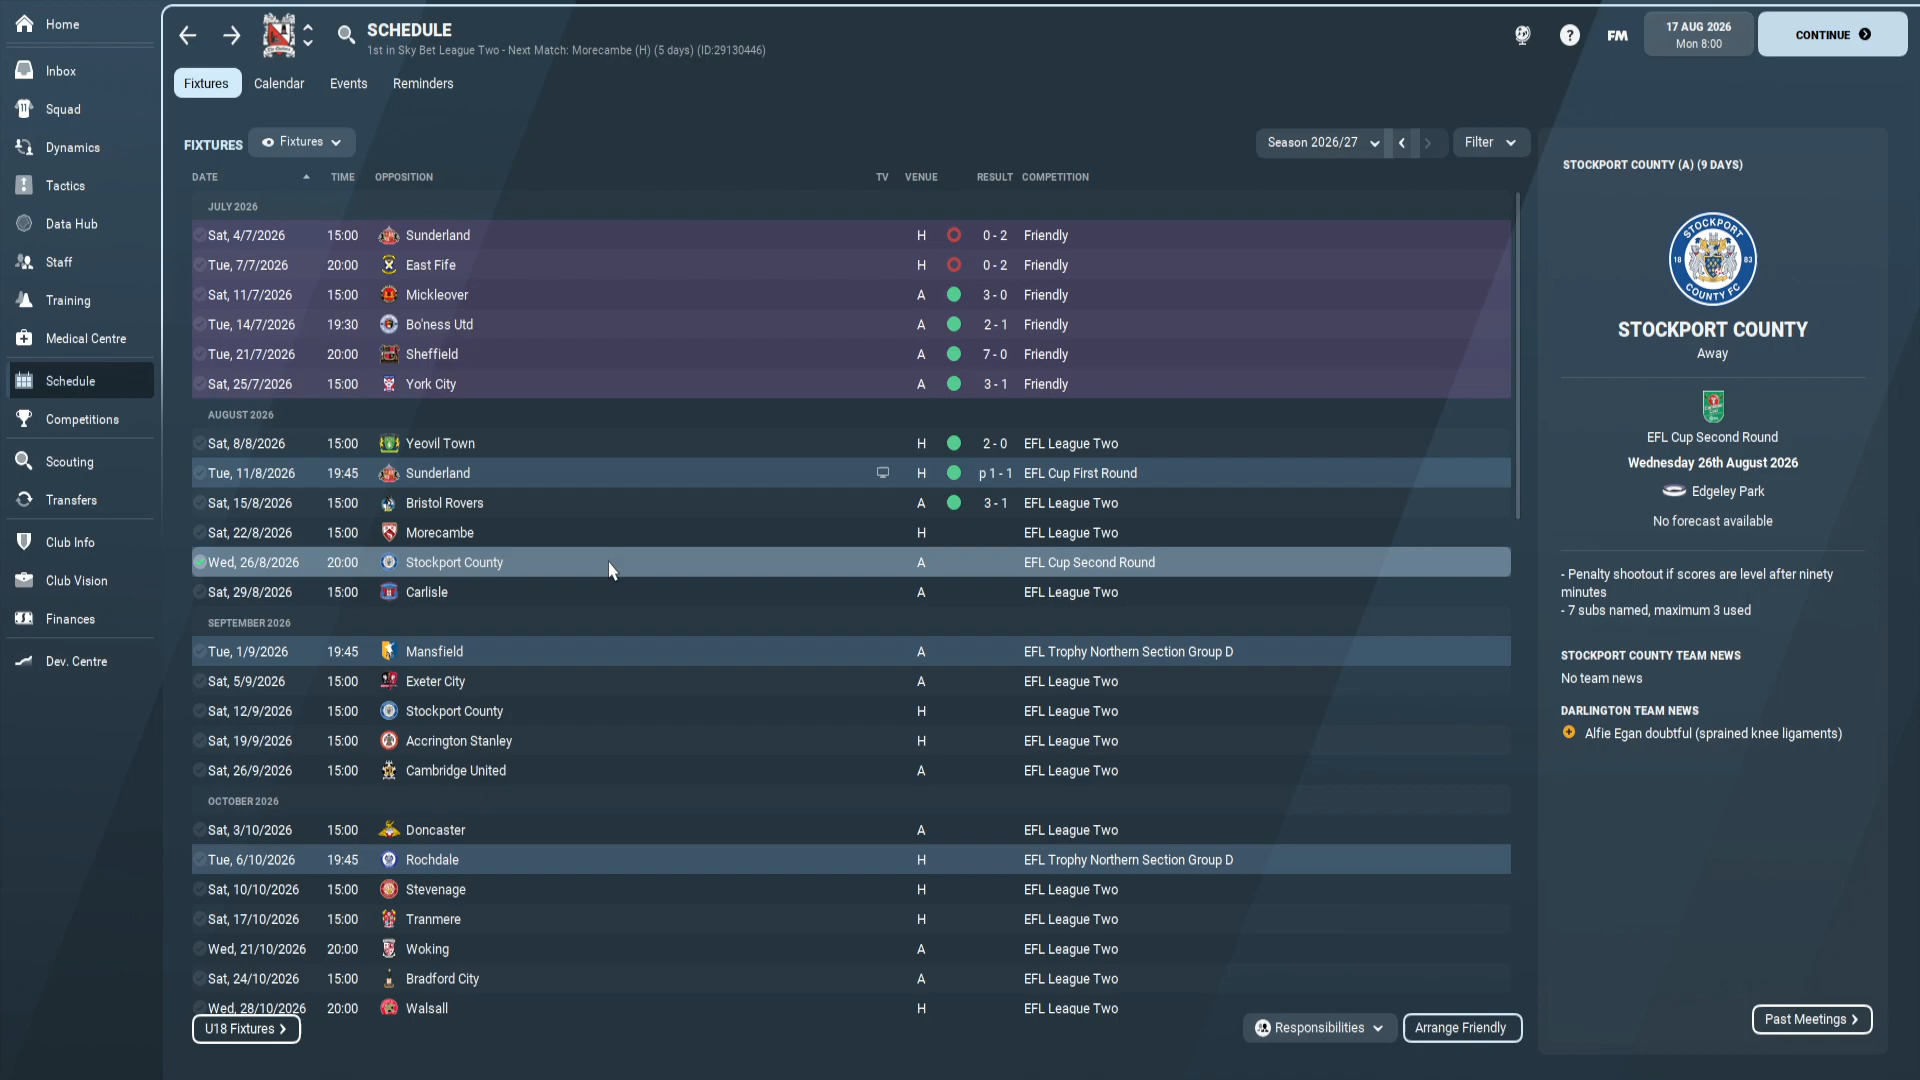 Home
Inbox
Squad
Dynamics
Tactics
Data Hub
Staff
Training
Medical Centre
Schedule
Competitions
Scouting
Transfers
Club Info
Club Vision
Finances
Dev. Centre
SCHEDULE
1st in Sky Bet League Two - Next Match: Morecambe (H) (5 days) (ID:29130446)
FM
17 AUG 2026
Mon 8:00
CONTINUE
Fixtures Calendar Events Reminders
FIXTURES Fixtures Season 2026/27 Filter
DATE TIME OPPOSITION TV VENUE RESULT COMPETITION
JULY 2026
Sat, 4/7/2026 15:00 Sunderland H 0 - 2 Friendly
Tue, 7/7/2026 20:00 East Fife H 0 - 2 Friendly
Sat, 11/7/2026 15:00 Mickleover A 3 - 0 Friendly
Tue, 14/7/2026 19:30 Bo'ness Utd A 2 - 1 Friendly
Tue, 21/7/2026 20:00 Sheffield A 7 - 0 Friendly
Sat, 25/7/2026 15:00 York City A 3 - 1 Friendly
AUGUST 2026
Sat, 8/8/2026 15:00 Yeovil Town H 2 - 0 EFL League Two
Tue, 11/8/2026 19:45 Sunderland H p 1 - 1 EFL Cup First Round
Sat, 15/8/2026 15:00 Bristol Rovers A 3 - 1 EFL League Two
Sat, 22/8/2026 15:00 Morecambe H EFL League Two
Wed, 26/8/2026 20:00 Stockport County A EFL Cup Second Round
Sat, 29/8/2026 15:00 Carlisle A EFL League Two
SEPTEMBER 2026
Tue, 1/9/2026 19:45 Mansfield A EFL Trophy Northern Section Group D
Sat, 5/9/2026 15:00 Exeter City A EFL League Two
Sat, 12/9/2026 15:00 Stockport County H EFL League Two
Sat, 19/9/2026 15:00 Accrington Stanley H EFL League Two
Sat, 26/9/2026 15:00 Cambridge United A EFL League Two
OCTOBER 2026
Sat, 3/10/2026 15:00 Doncaster A EFL League Two
Tue, 6/10/2026 19:45 Rochdale H EFL Trophy Northern Section Group D
Sat, 10/10/2026 15:00 Stevenage H EFL League Two
Sat, 17/10/2026 15:00 Tranmere H EFL League Two
Wed, 21/10/2026 20:00 Woking A EFL League Two
Sat, 24/10/2026 15:00 Bradford City A EFL League Two
Wed, 28/10/2026 20:00 Walsall H EFL League Two
U18 Fixtures Responsibilities Arrange Friendly
STOCKPORT COUNTY (A) (9 DAYS)
STOCKPORT
18 83
COUNTY FC
STOCKPORT COUNTY
Away
EFL Cup Second Round
Wednesday 26th August 2026
Edgeley Park
No forecast available
- Penalty shootout if scores are level after ninety
minutes
- 7 subs named, maximum 3 used
STOCKPORT COUNTY TEAM NEWS
No team news
DARLINGTON TEAM NEWS
Alfie Egan doubtful (sprained knee ligaments)
Past Meetings